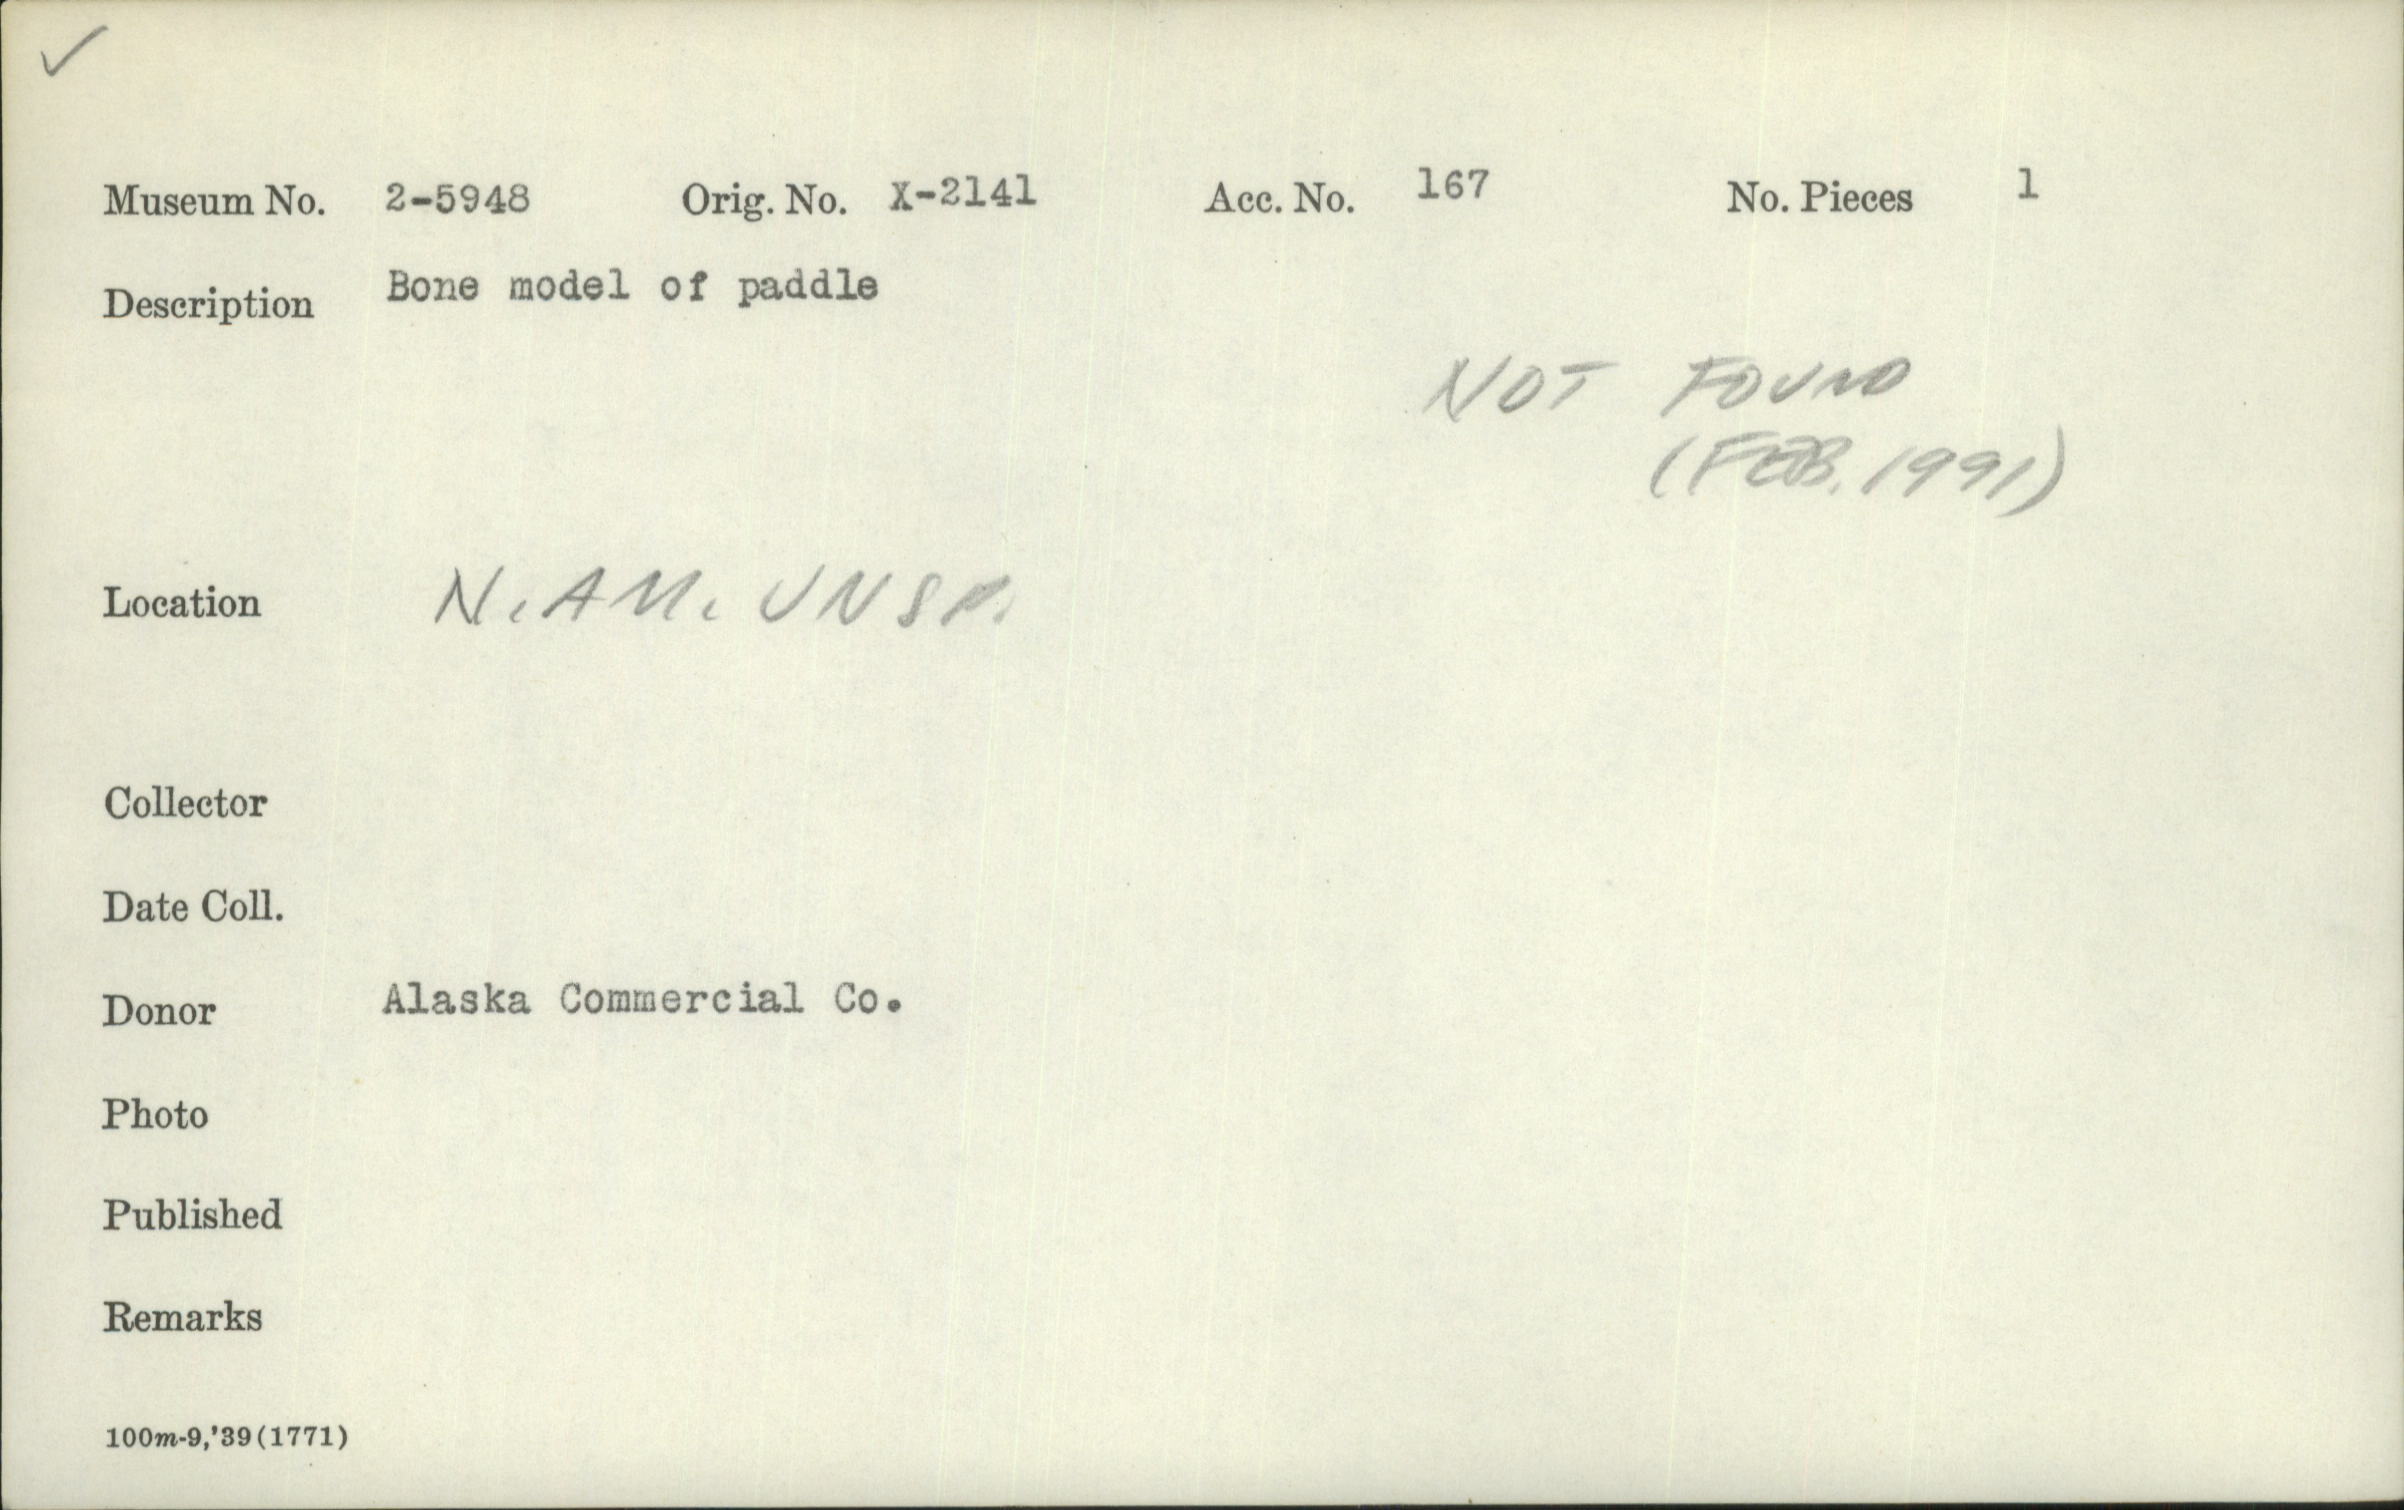 Museum No. 2-5948 Orig. No. X-2141 Acc. No. 167 No. Pieces 1
Description Bone model of paddle
NOT FOUND
(FEB. 1991)
Location N. AM. UNSP.
Collector
Date Coll.
Donor Alaska Commercial Co.
Photo
Published
Remarks
100m-9,'39(1771)